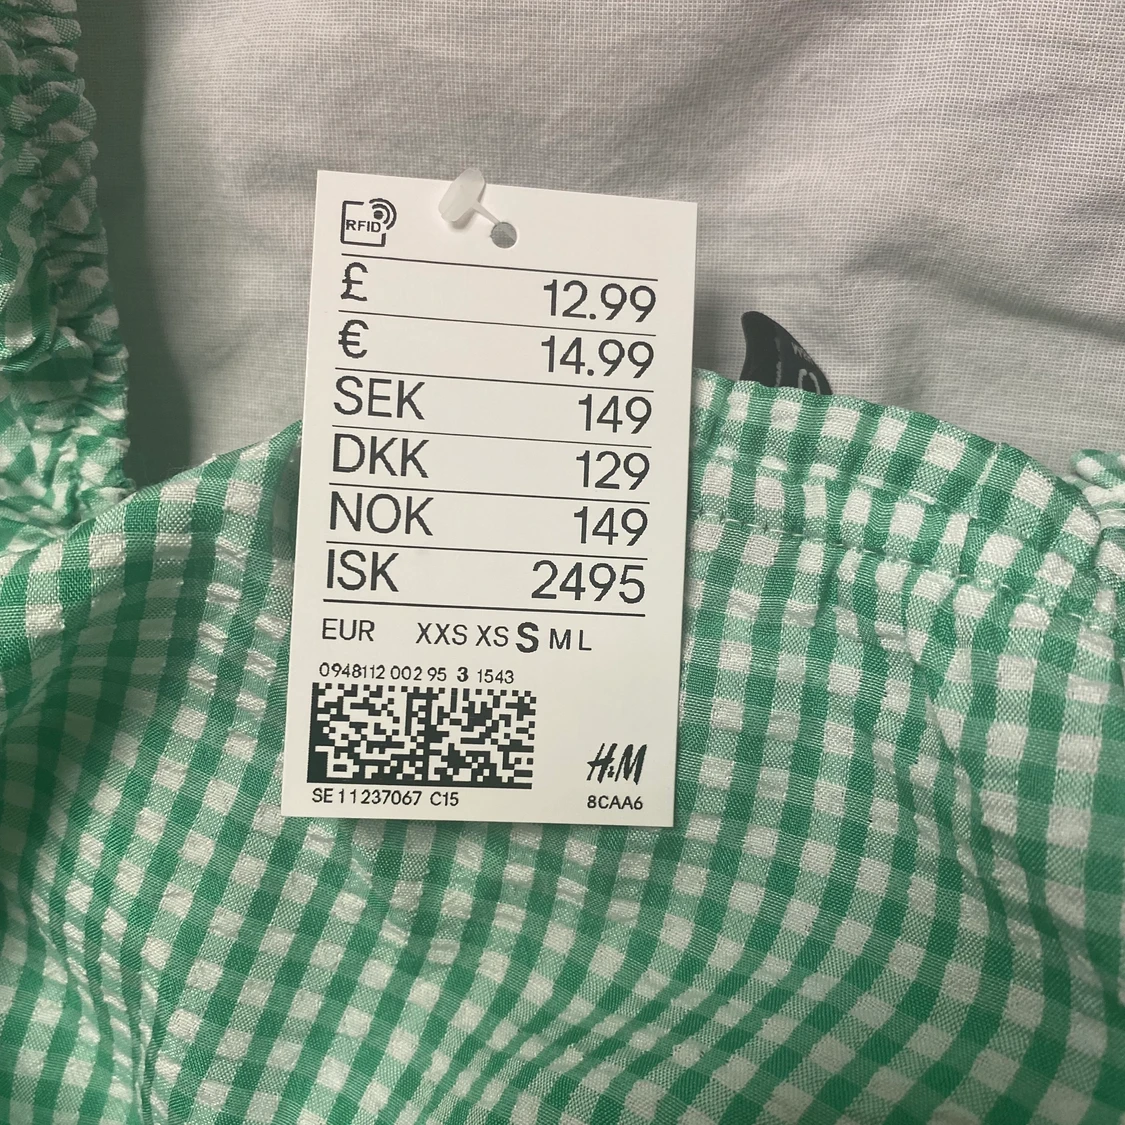 RFID
£ 12.99
€ 14.99
SEK 149
DKK 129
NOK 149
ISK 2495
EUR XXS XS S M L
0948112 002 95 3 1543
H&M
SE 11237067 C15
8CAA6